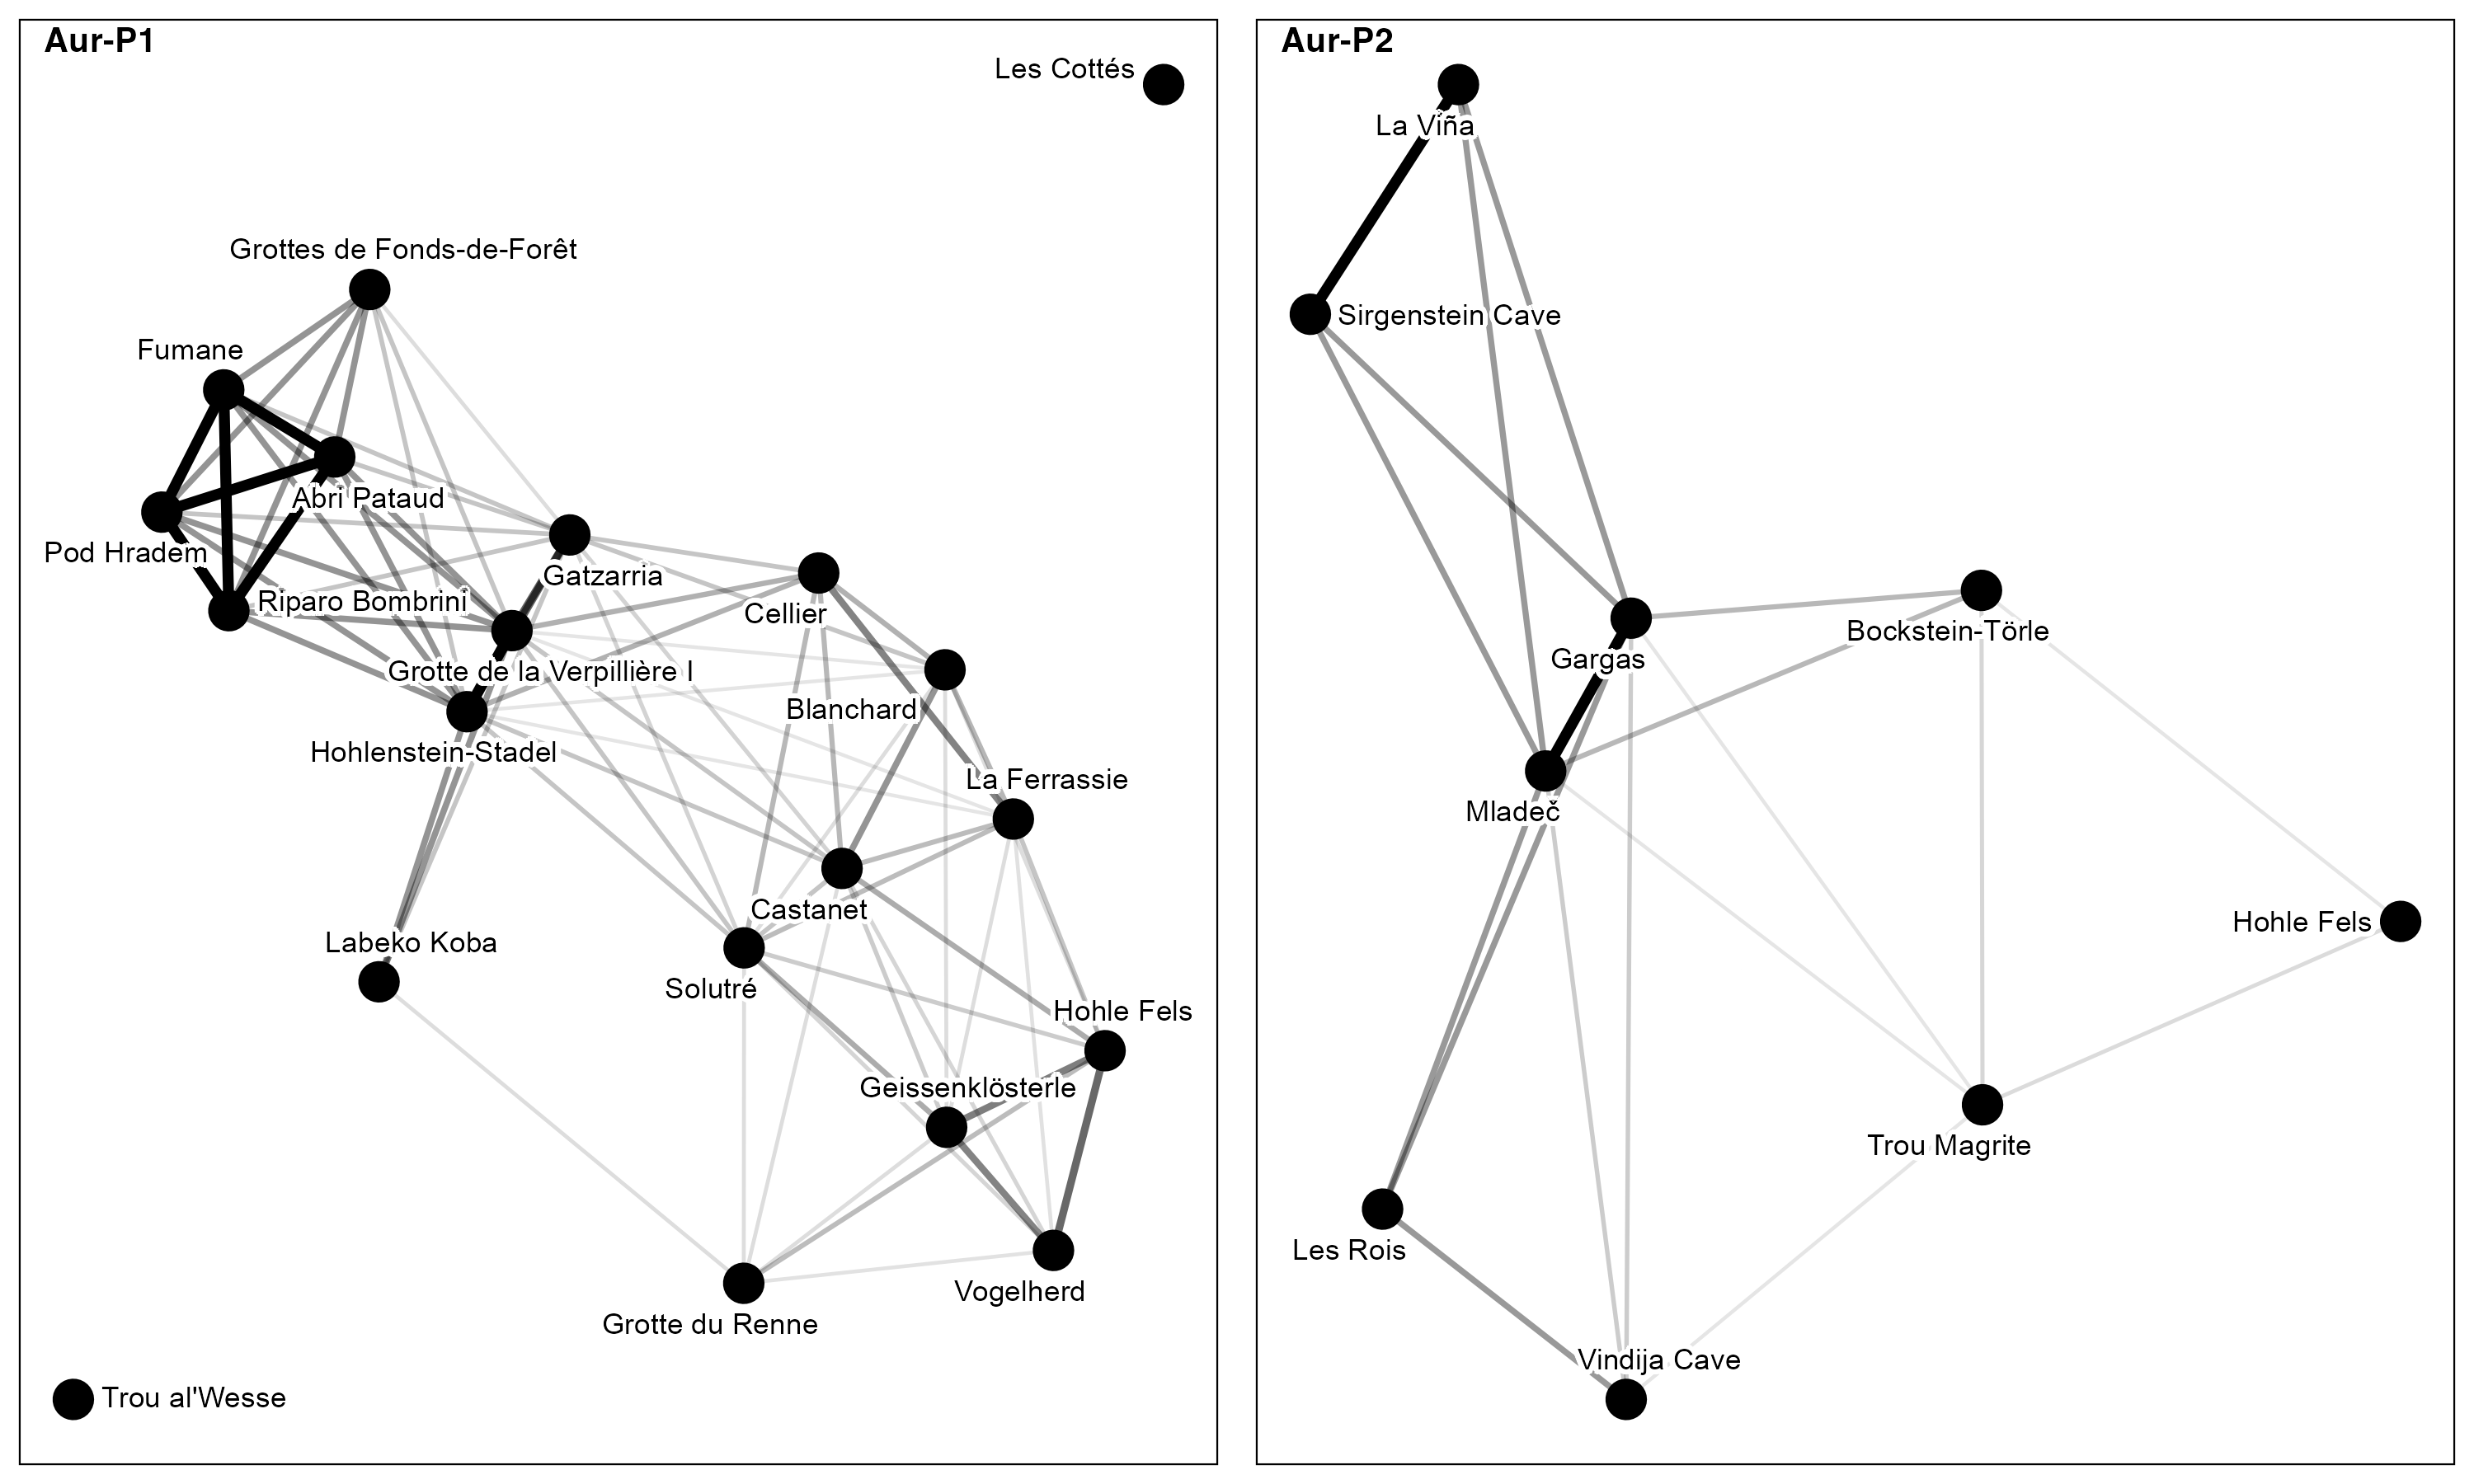 Aur-P1
Les Cottés
Grottes de Fonds-de-Forêt
Fumane
Abri Pataud
Pod Hradem
Gatzarria
Riparo Bombrini
Cellier
Grotte de la Verpillière I
Blanchard
Hohlenstein-Stadel
La Ferrassie
Castanet
Labeko Koba
Solutré
Hohle Fels
Geissenklösterle
Vogelherd
Grotte du Renne
Trou al'Wesse
Aur-P2
La Viña
Sirgenstein Cave
Bockstein-Törle
Gargas
Mladeč
Hohle Fels
Trou Magrite
Les Rois
Vindija Cave